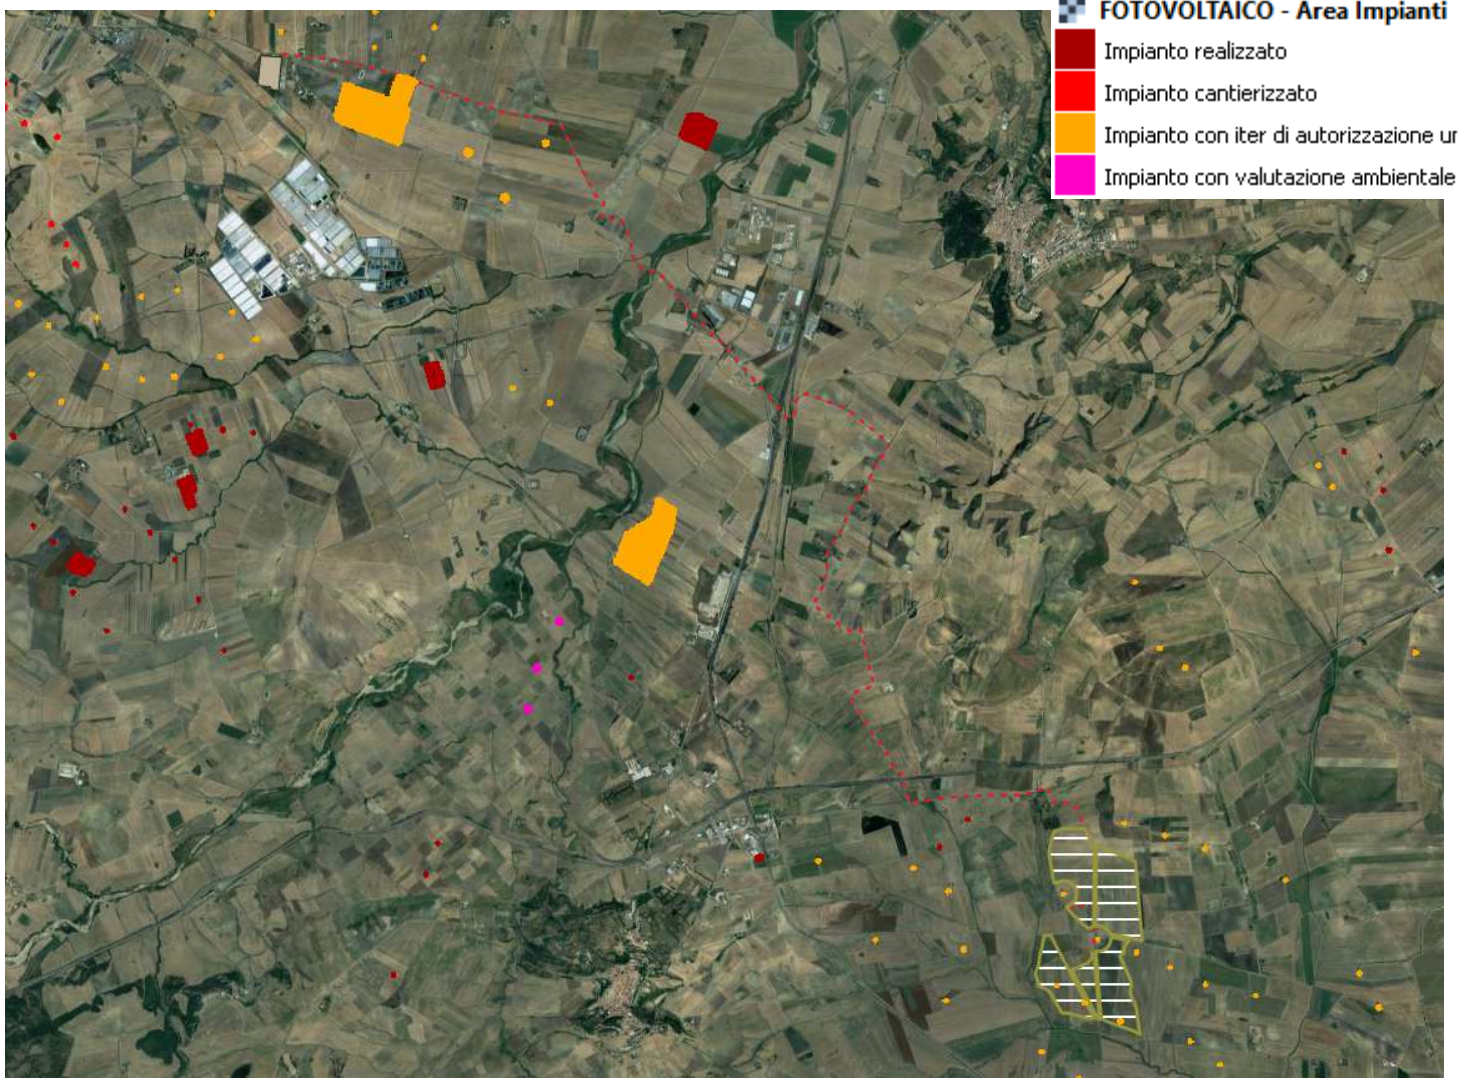 FOTOVOLTAICO - Area Impianti
Impianto realizzato
Impianto cantierizzato
Impianto con iter di autorizzazione
Impianto con valutazione ambientale